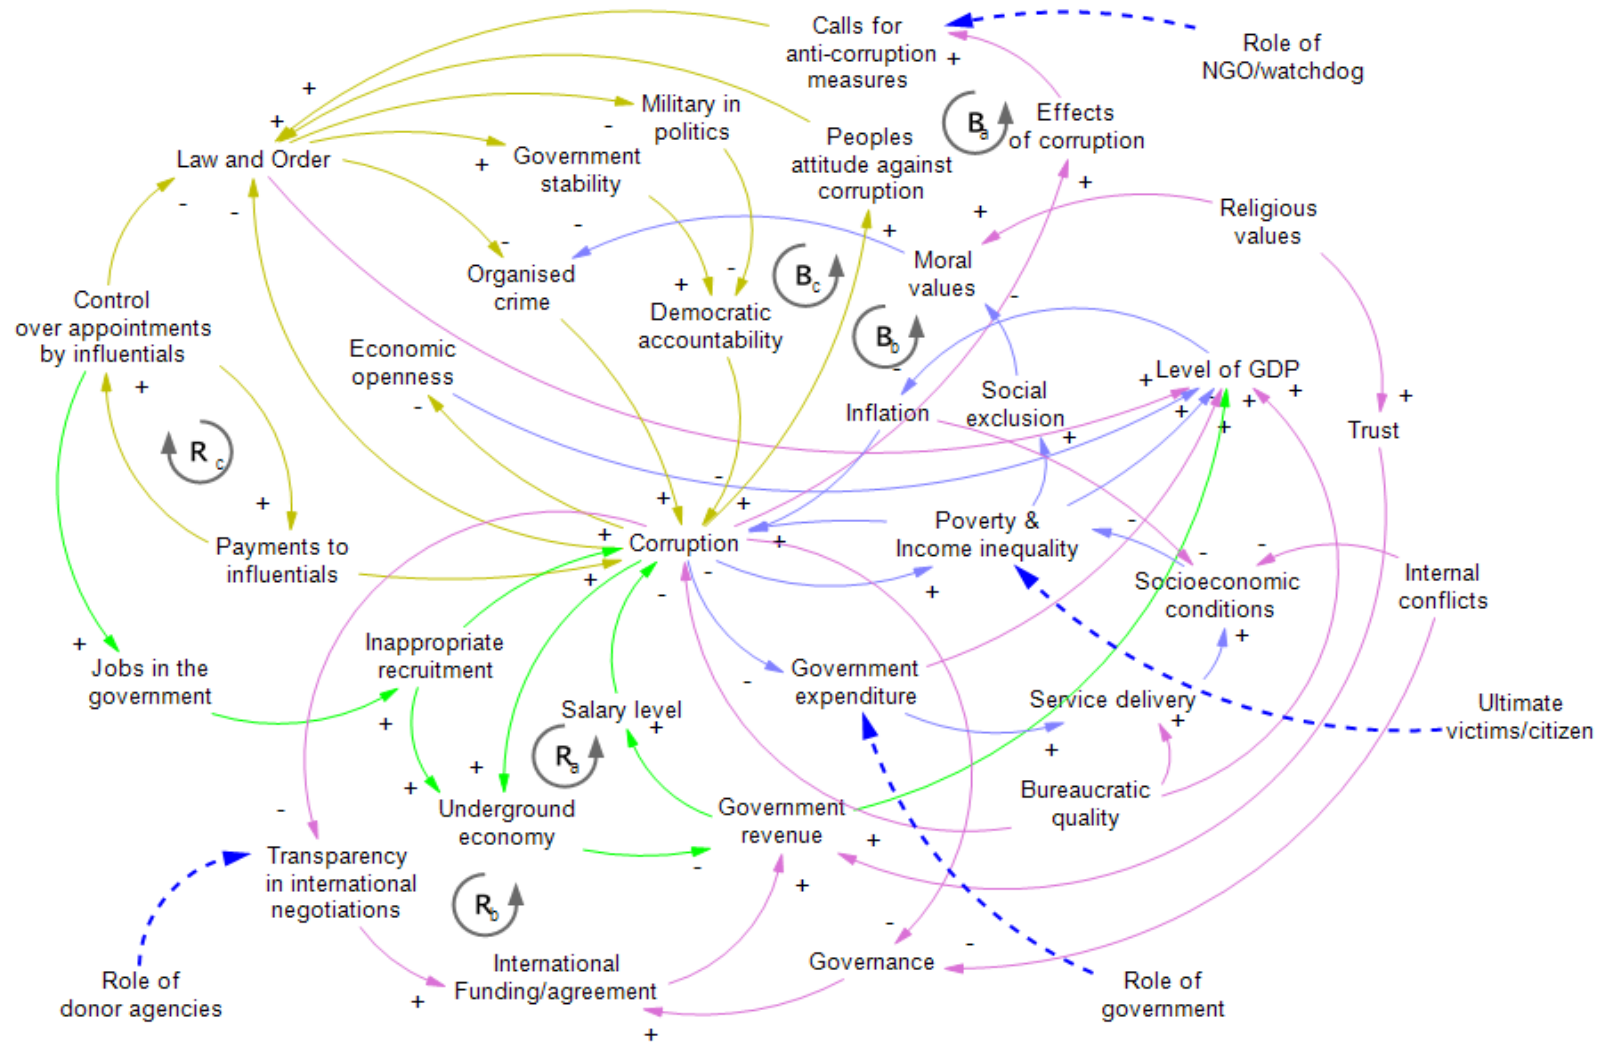 Calls for
anti-corruption
measures
+
Role of
NGO/watchdog
+
+
Military in
politics
-
Effects
of corruption
B a
Peoples
attitude against
corruption
Law and Order
+
Government
stability
+
-
-
Religious
values
+
-
+
-
Organised
crime
Moral
values
B c
+
-
Democratic
accountability
-
B b
Control
over appointments
by influentials
Economic
openness
-
-
Level of GDP
+
+
+
+
+
-
+
Trust
Inflation
Social
exclusion
+
+
R c
-
+
+
+
Payments to
influentials
+
+
Corruption
+
-
-
Poverty &
Income inequality
-
+
-
-
Socioeconomic
conditions
+
Internal
conflicts
+
Jobs in the
government
Inappropriate
recruitment
+
+
+
Salary level
+
R a
Government
expenditure
-
+
Service delivery
+
Ultimate
victims/citizen
Underground
economy
-
Government
revenue
+
+
Bureaucratic
quality
-
Transparency
in international
negotiations
R b
Role of
donor agencies
+
International
Funding/agreement
+
-
Governance
-
Role of
government